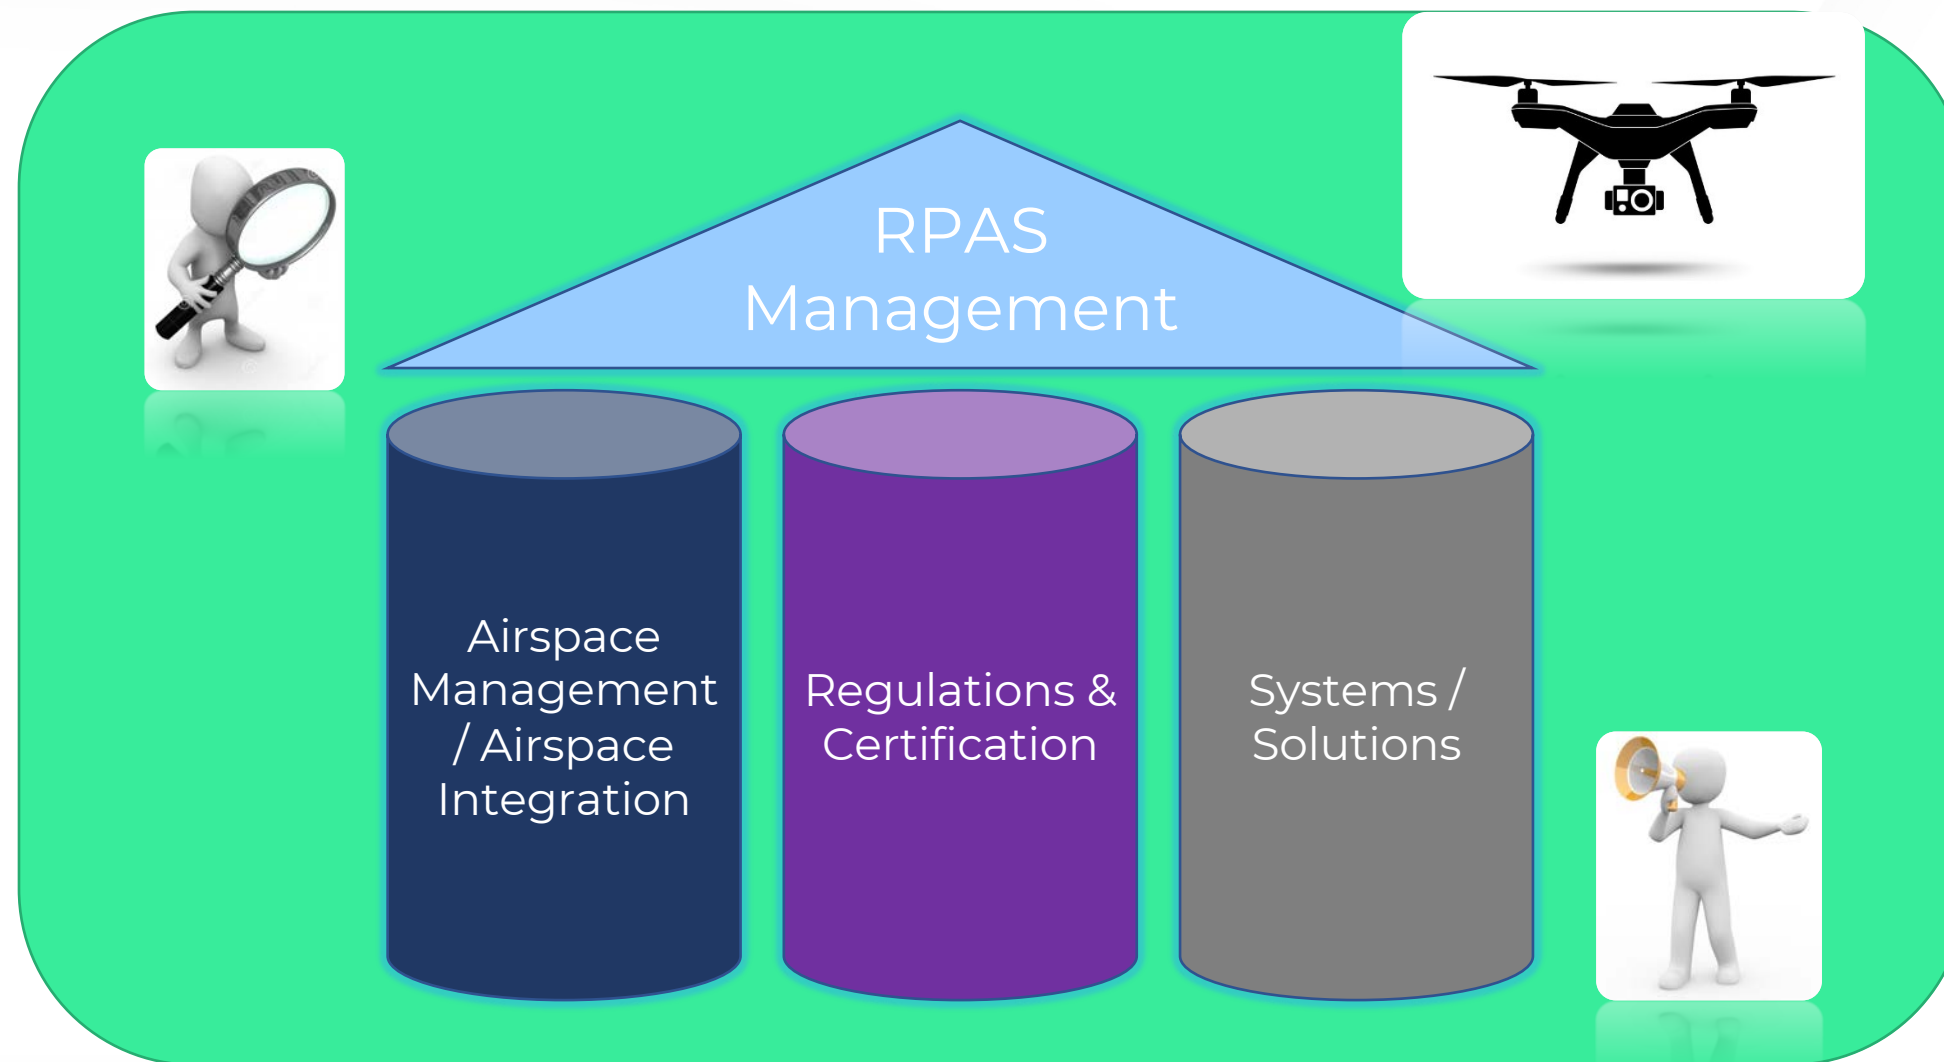 RPAS
Management
Airspace
Management
/ Airspace
Integration
Regulations &
Certification
Systems /
Solutions